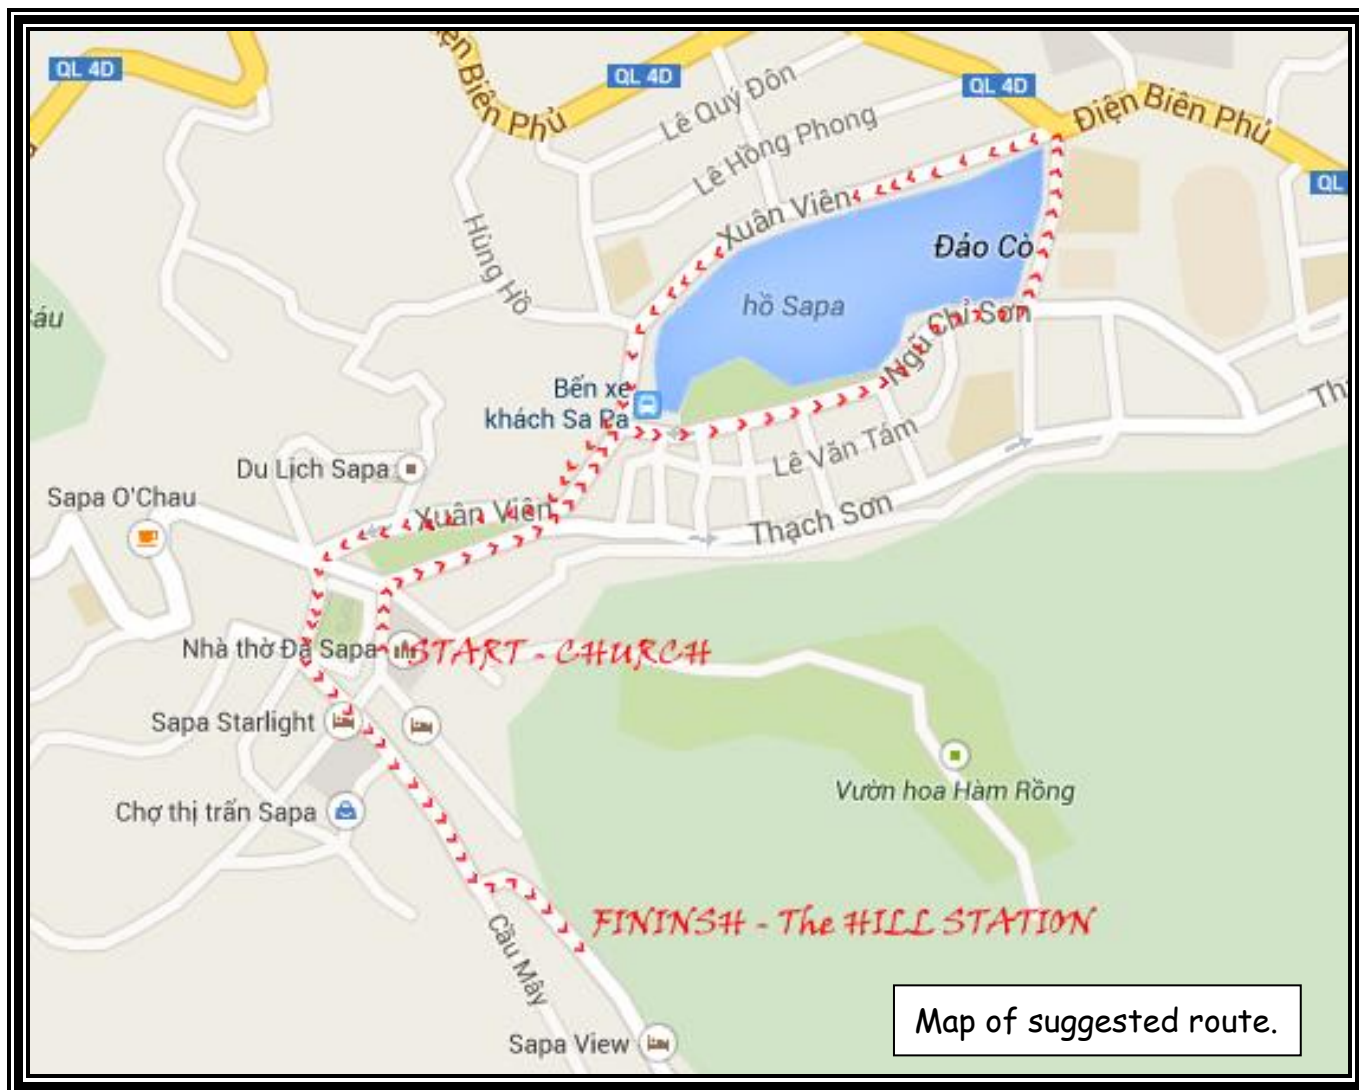 QL 4D
QL 4D
QL 4D
Điện Biên Phủ
QL
Biên Phủ
Lê Quý Đôn
Lê Hồng Phong
Xuân Viên
Hùng Hồ
Đảo Cò
hồ Sapa
Ngũ Chỉ Sơn
Bến xe
khách Sa Pa
Lê Văn Tám
Du Lịch Sapa
Sapa O'Chau
Xuân Viên
Thạch Sơn
Nhà thờ Đá Sapa
START - CHURCH
Sapa Starlight
Vườn hoa Hàm Rồng
Chợ thị trấn Sapa
FININSH - The HILL STATION
Cầu Mây
Sapa View
Map of suggested route.